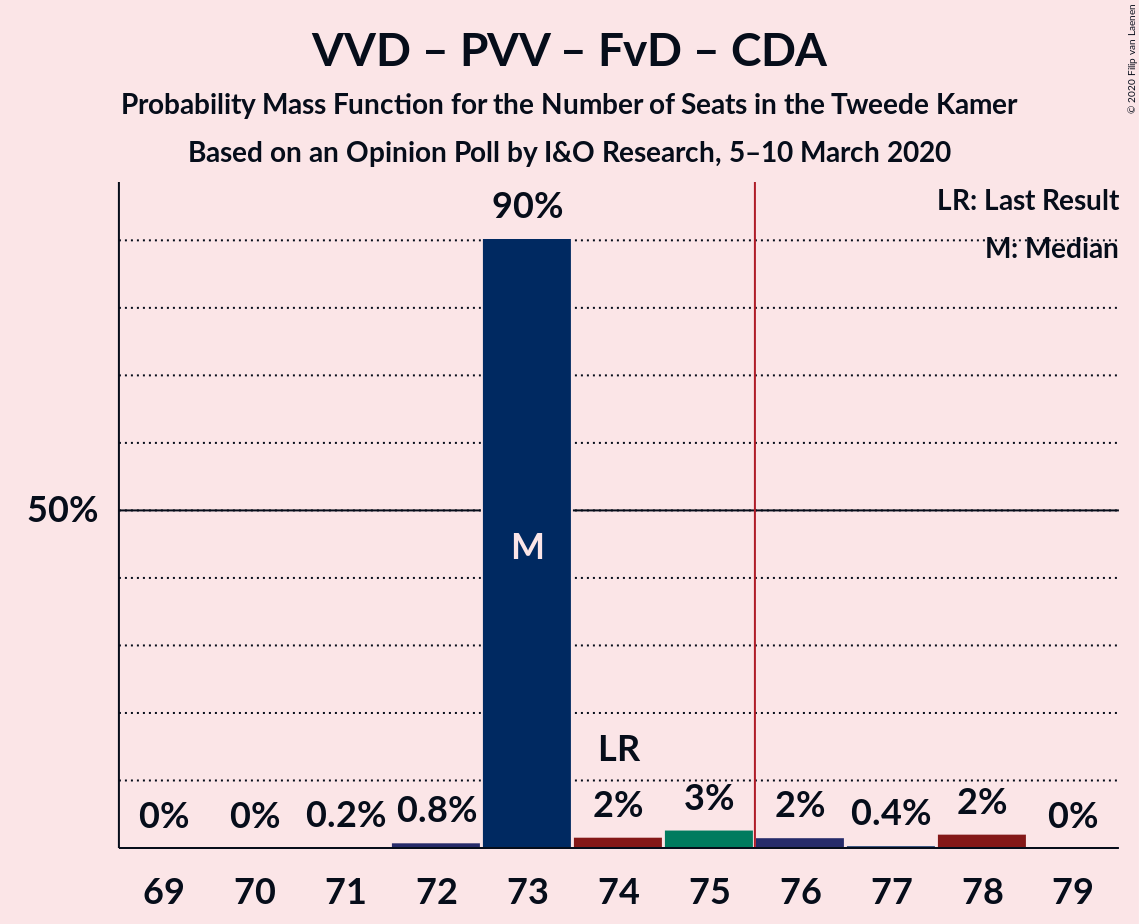 VVD – PVV – FvD – CDA
Probability Mass Function for the Number of Seats in the Tweede Kamer
Based on an Opinion Poll by I&O Research, 5–10 March 2020
© 2020 Filip van Laenen
LR: Last Result
M: Median
90%
50%
M
LR
0% 0% 0.2% 0.8% 2% 3% 2% 0.4% 2% 0%
69 70 71 72 73 74 75 76 77 78 79